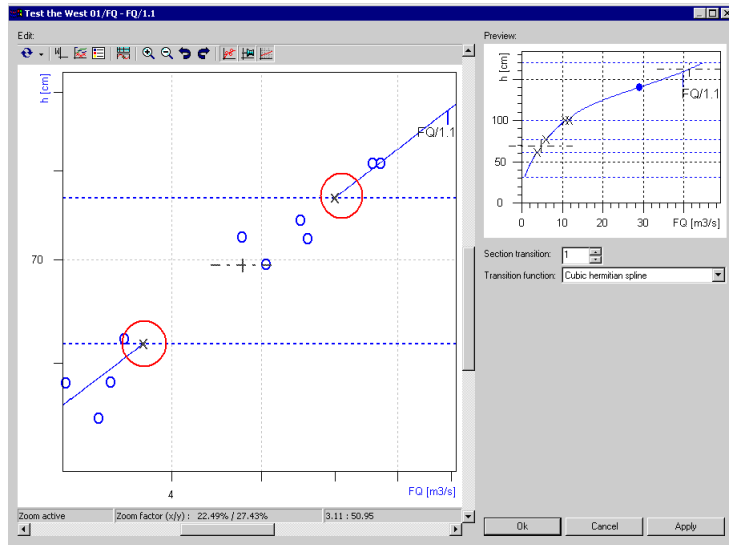 Test the West 01/FQ - FQ/1.1
Edit:
h [cm]
FQ/1.1
70
4
FQ [m3/s]
Zoom active
Zoom factor (x/y) : 22.49% / 27.43%
3.11 : 50.95
Preview:
h [cm]
FQ/1.1
100
50
0
0 10 20 30 40
FQ [m3/s]
Section transition: 1
Transition function: Cubic hermitian spline
Ok Cancel Apply